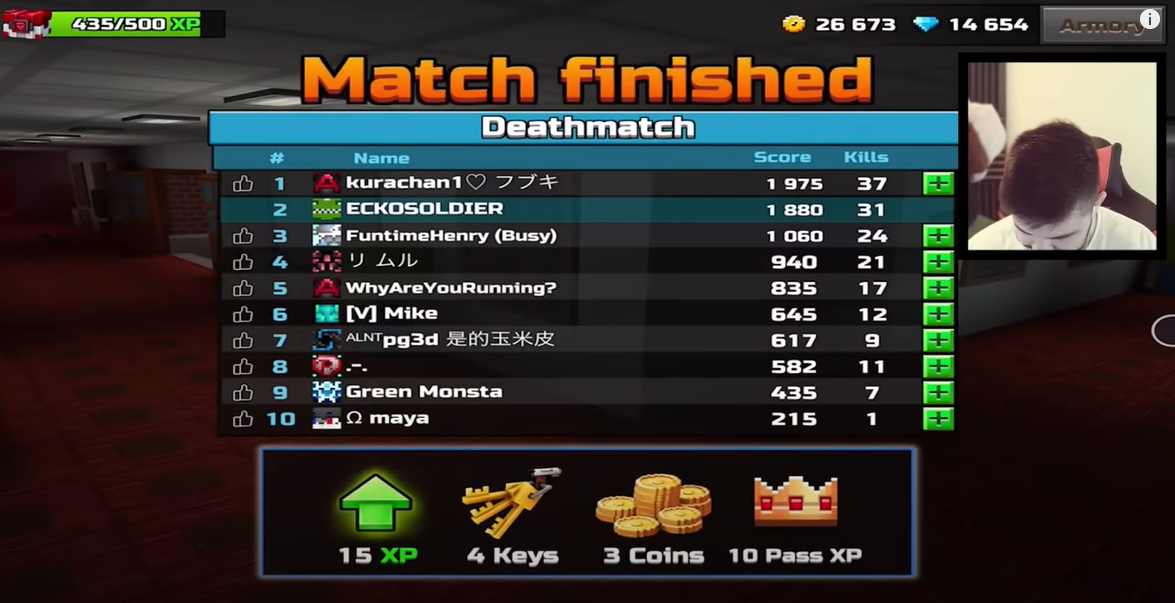 435/500 XP
26 673 14 654 Armory
Match finished
Deathmatch
# Name Score Kills
1 kurachan1♡ フブキ 1 975 37
2 ECKOSOLDIER 1 880 31
3 FuntimeHenry (Busy) 1 060 24
4 リ ムル 940 21
5 WhyAreYouRunning? 835 17
6 [V] Mike 645 12
7 ᴬᴸᴺᵀpg3d 是的玉米皮 617 9
8 .-. 582 11
9 Green Monsta 435 7
10 Ω maya 215 1
15 XP 4 Keys 3 Coins 10 Pass XP